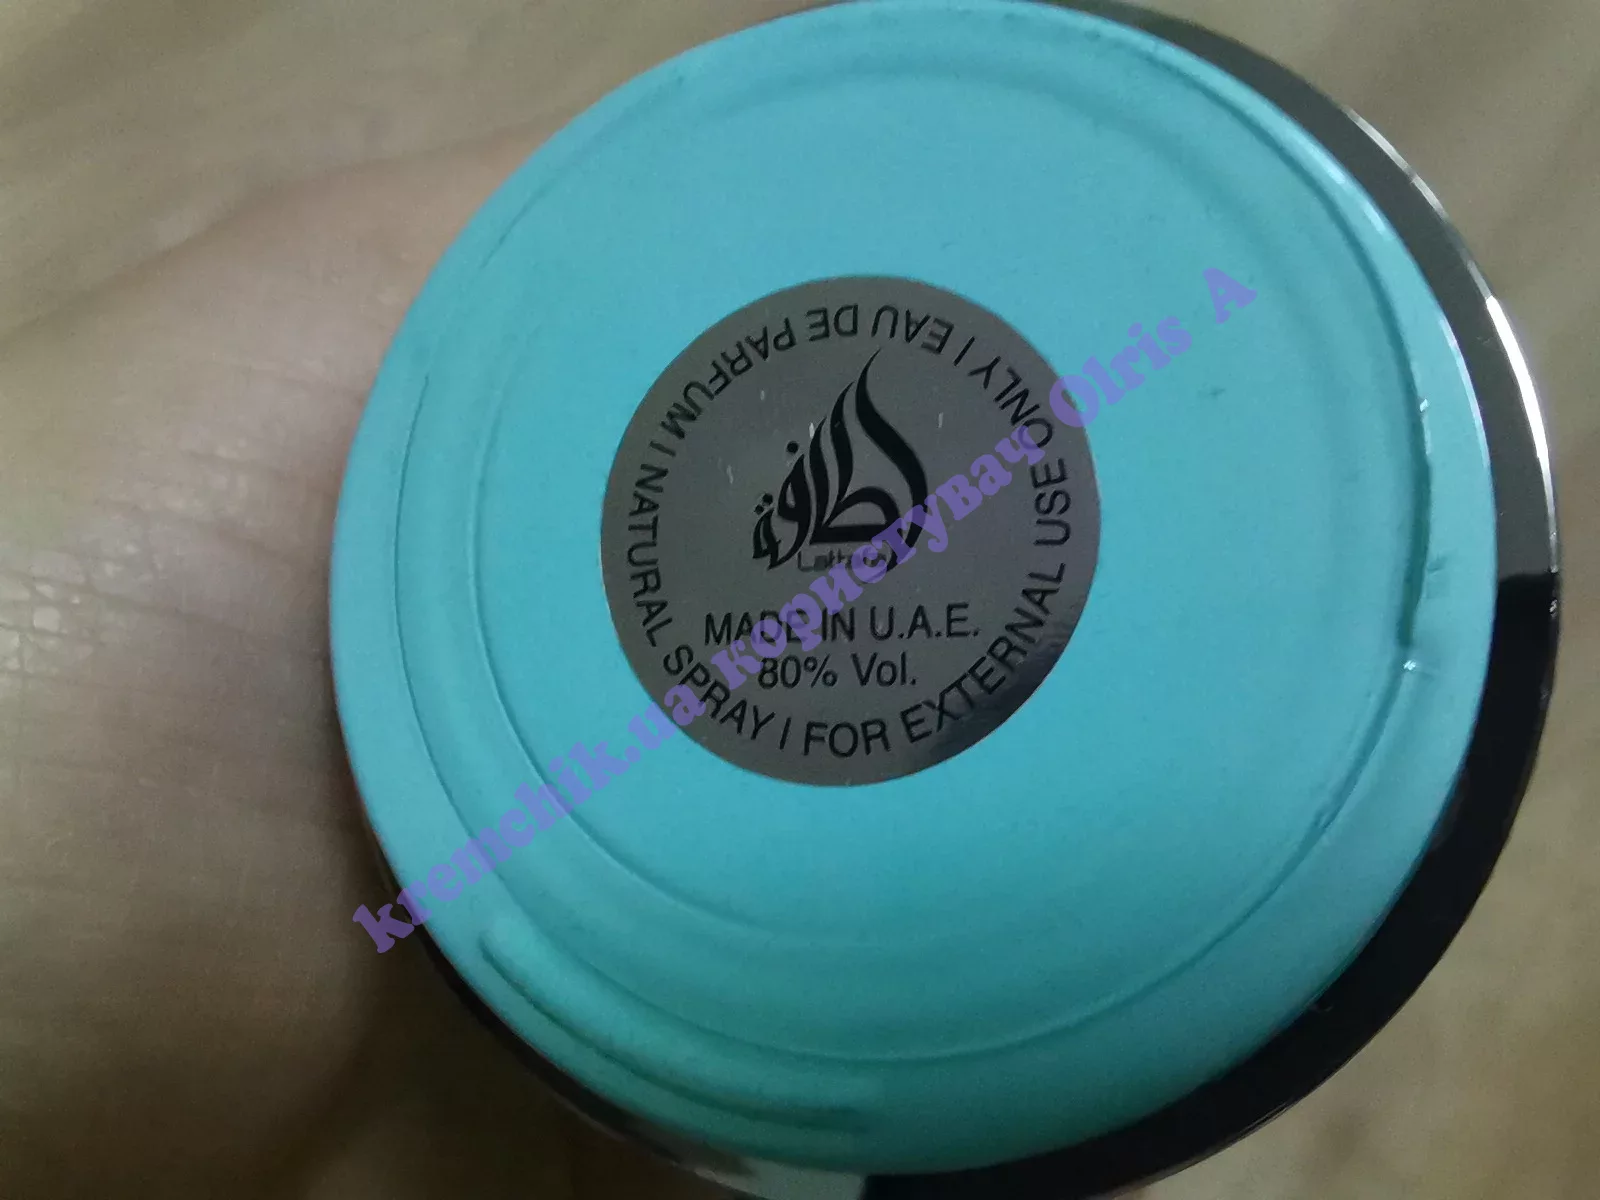 EAU DE PARFUM | NATURAL SPRAY | FOR EXTERNAL USE ONLY |
لطافة
Lattafa
MADE IN U.A.E.
80% Vol.
kremchik.ua користувач Olris A